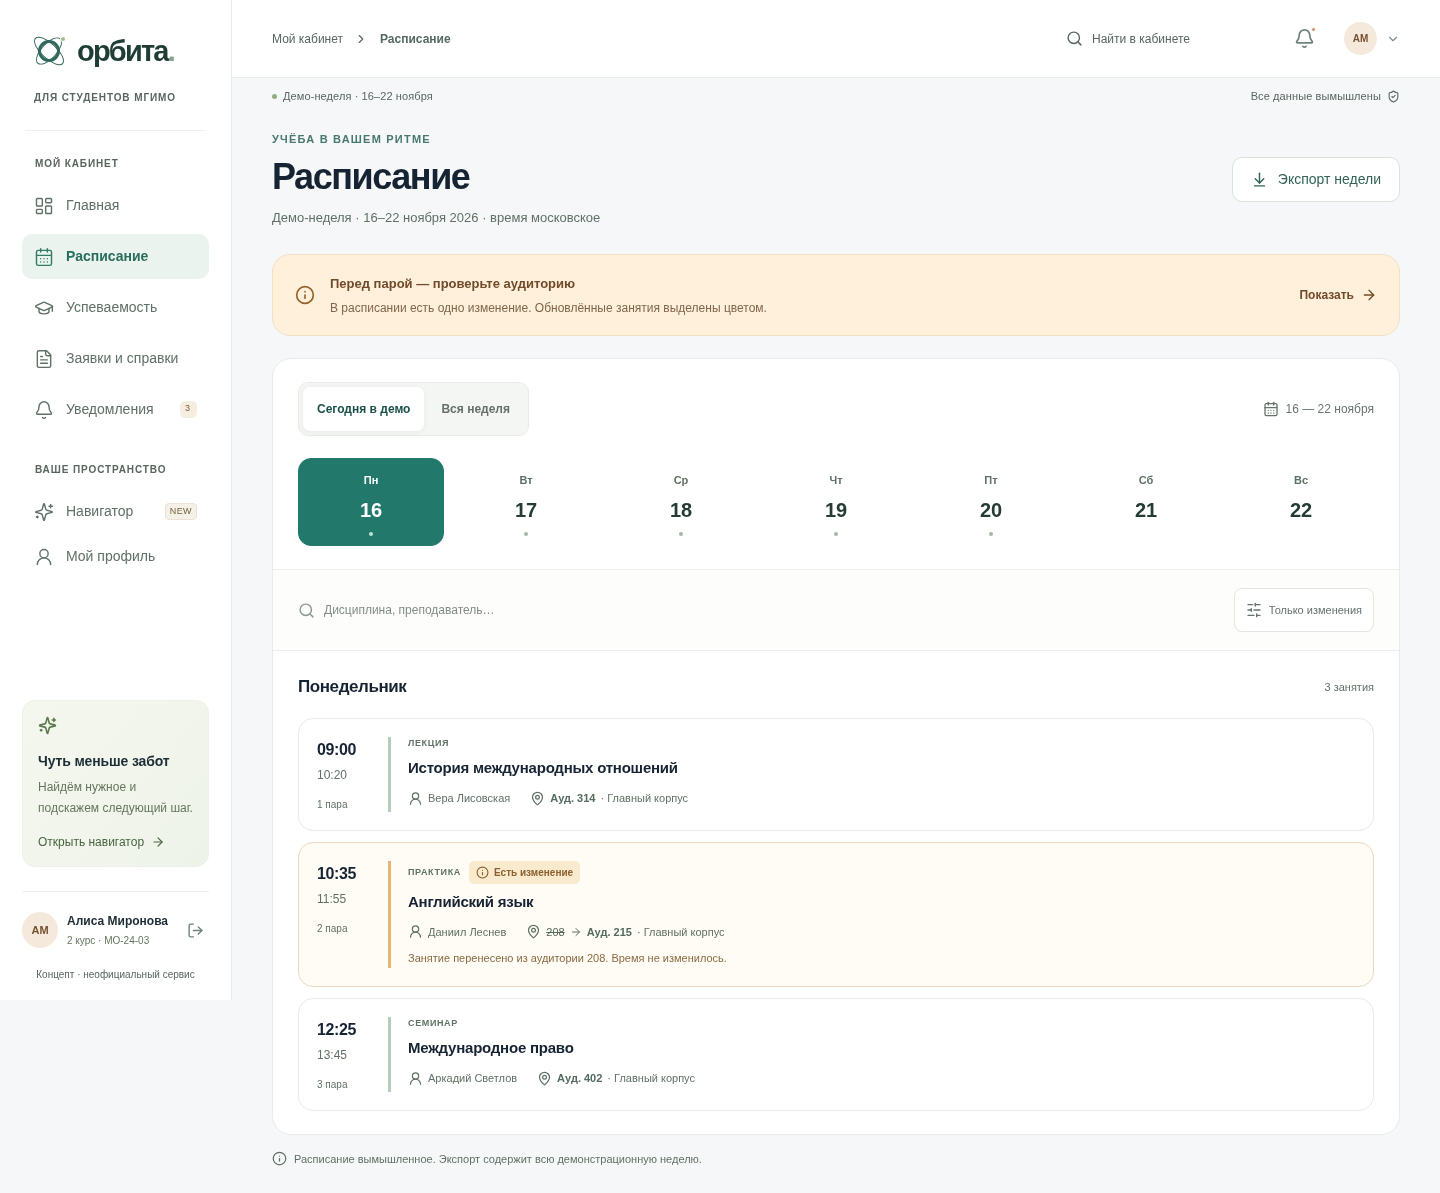 орбита.
ДЛЯ СТУДЕНТОВ МГИМО
МОЙ КАБИНЕТ
Главная
Расписание
Успеваемость
Заявки и справки
Уведомления 3
ВАШЕ ПРОСТРАНСТВО
Навигатор NEW
Мой профиль
Чуть меньше забот
Найдём нужное и
подскажем следующий шаг.
Открыть навигатор
АМ
Алиса Миронова
2 курс · МО-24-03
Концепт · неофициальный сервис
Мой кабинет Расписание
Найти в кабинете
АМ
Демо-неделя · 16–22 ноября
Все данные вымышлены
УЧЁБА В ВАШЕМ РИТМЕ
Расписание
Демо-неделя · 16–22 ноября 2026 · время московское
Экспорт недели
Перед парой — проверьте аудиторию
В расписании есть одно изменение. Обновлённые занятия выделены цветом.
Показать
Сегодня в демо Вся неделя
16 — 22 ноября
Пн Вт Ср Чт Пт Сб Вс
16 17 18 19 20 21 22
Дисциплина, преподаватель…
Только изменения
Понедельник
3 занятия
09:00
10:20
1 пара
ЛЕКЦИЯ
История международных отношений
Вера Лисовская Ауд. 314 · Главный корпус
10:35
11:55
2 пара
ПРАКТИКА Есть изменение
Английский язык
Даниил Леснев 208 → Ауд. 215 · Главный корпус
Занятие перенесено из аудитории 208. Время не изменилось.
12:25
13:45
3 пара
СЕМИНАР
Международное право
Аркадий Светлов Ауд. 402 · Главный корпус
Расписание вымышленное. Экспорт содержит всю демонстрационную неделю.